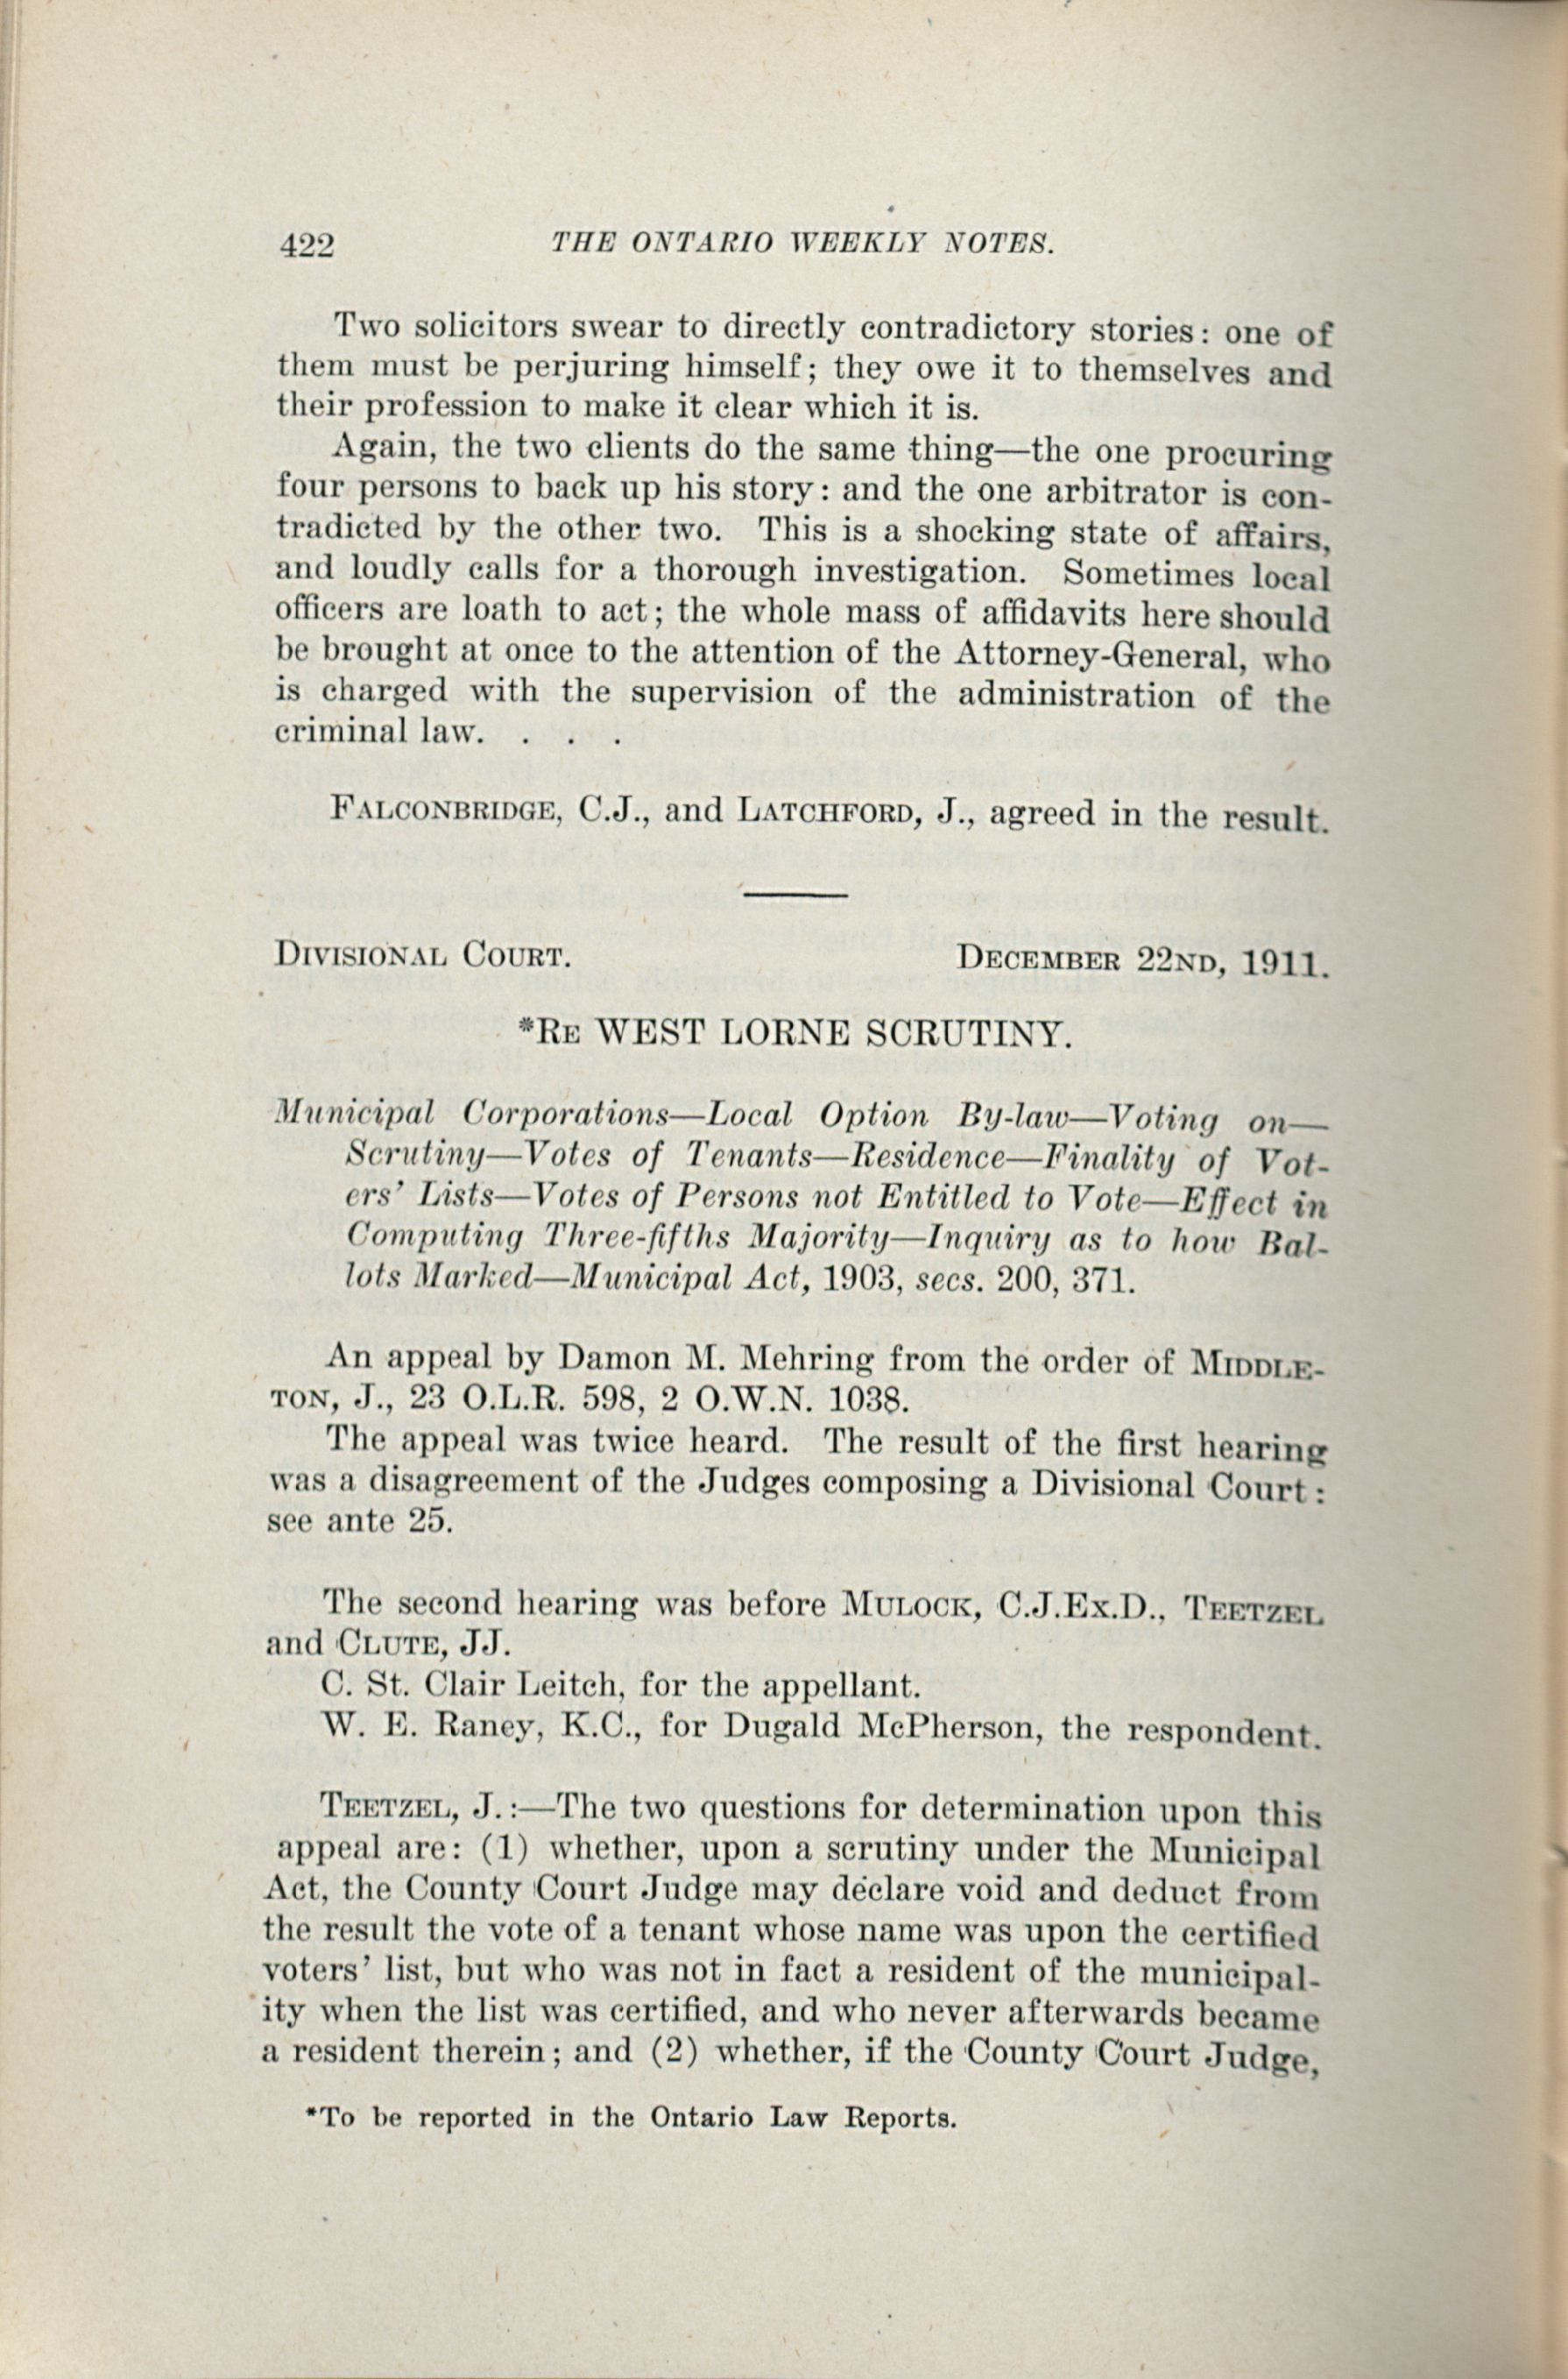 422 THE ONTARIO WEEKLY NOTES.
Two solicitors swear to directly contradictory stories: one of
them must be perjuring himself; they owe it to themselves and
their profession to make it clear which it is.
Again, the two clients do the same thing—the one procuring
four persons to back up his story: and the one arbitrator is con-
tradicted by the other two. This is a shocking state of affairs,
and loudly calls for a thorough investigation. Sometimes local
officers are loath to act; the whole mass of affidavits here should
be brought at once to the attention of the Attorney-General, who
is charged with the supervision of the administration of the
criminal law. . . .
FALCONBRIDGE, C.J., and LATCHFORD, J., agreed in the result.
DIVISIONAL COURT. DECEMBER 22ND, 1911.
*RE WEST LORNE SCRUTINY.
Municipal Corporations—Local Option By-law—Voting on—
Scrutiny—Votes of Tenants—Residence—Finality of Vot-
ers' Lists—Votes of Persons not Entitled to Vote—Effect in
Computing Three-fifths Majority—Inquiry as to how Bal-
lots Marked—Municipal Act, 1903, secs. 200, 371.
An appeal by Damon M. Mehring from the order of MIDDLE-
TON, J., 23 O.L.R. 598, 2 O.W.N. 1038.
The appeal was twice heard. The result of the first hearing
was a disagreement of the Judges composing a Divisional Court:
see ante 25.
The second hearing was before MULOCK, C.J.Ex.D., TEETZEL
and CLUTE, JJ.
C. St. Clair Leitch, for the appellant.
W. E. Raney, K.C., for Dugald McPherson, the respondent.
TEETZEL, J.:—The two questions for determination upon this
appeal are: (1) whether, upon a scrutiny under the Municipal
Act, the County Court Judge may declare void and deduct from
the result the vote of a tenant whose name was upon the certified
voters' list, but who was not in fact a resident of the municipal-
ity when the list was certified, and who never afterwards became
a resident therein; and (2) whether, if the County Court Judge,
*To be reported in the Ontario Law Reports.